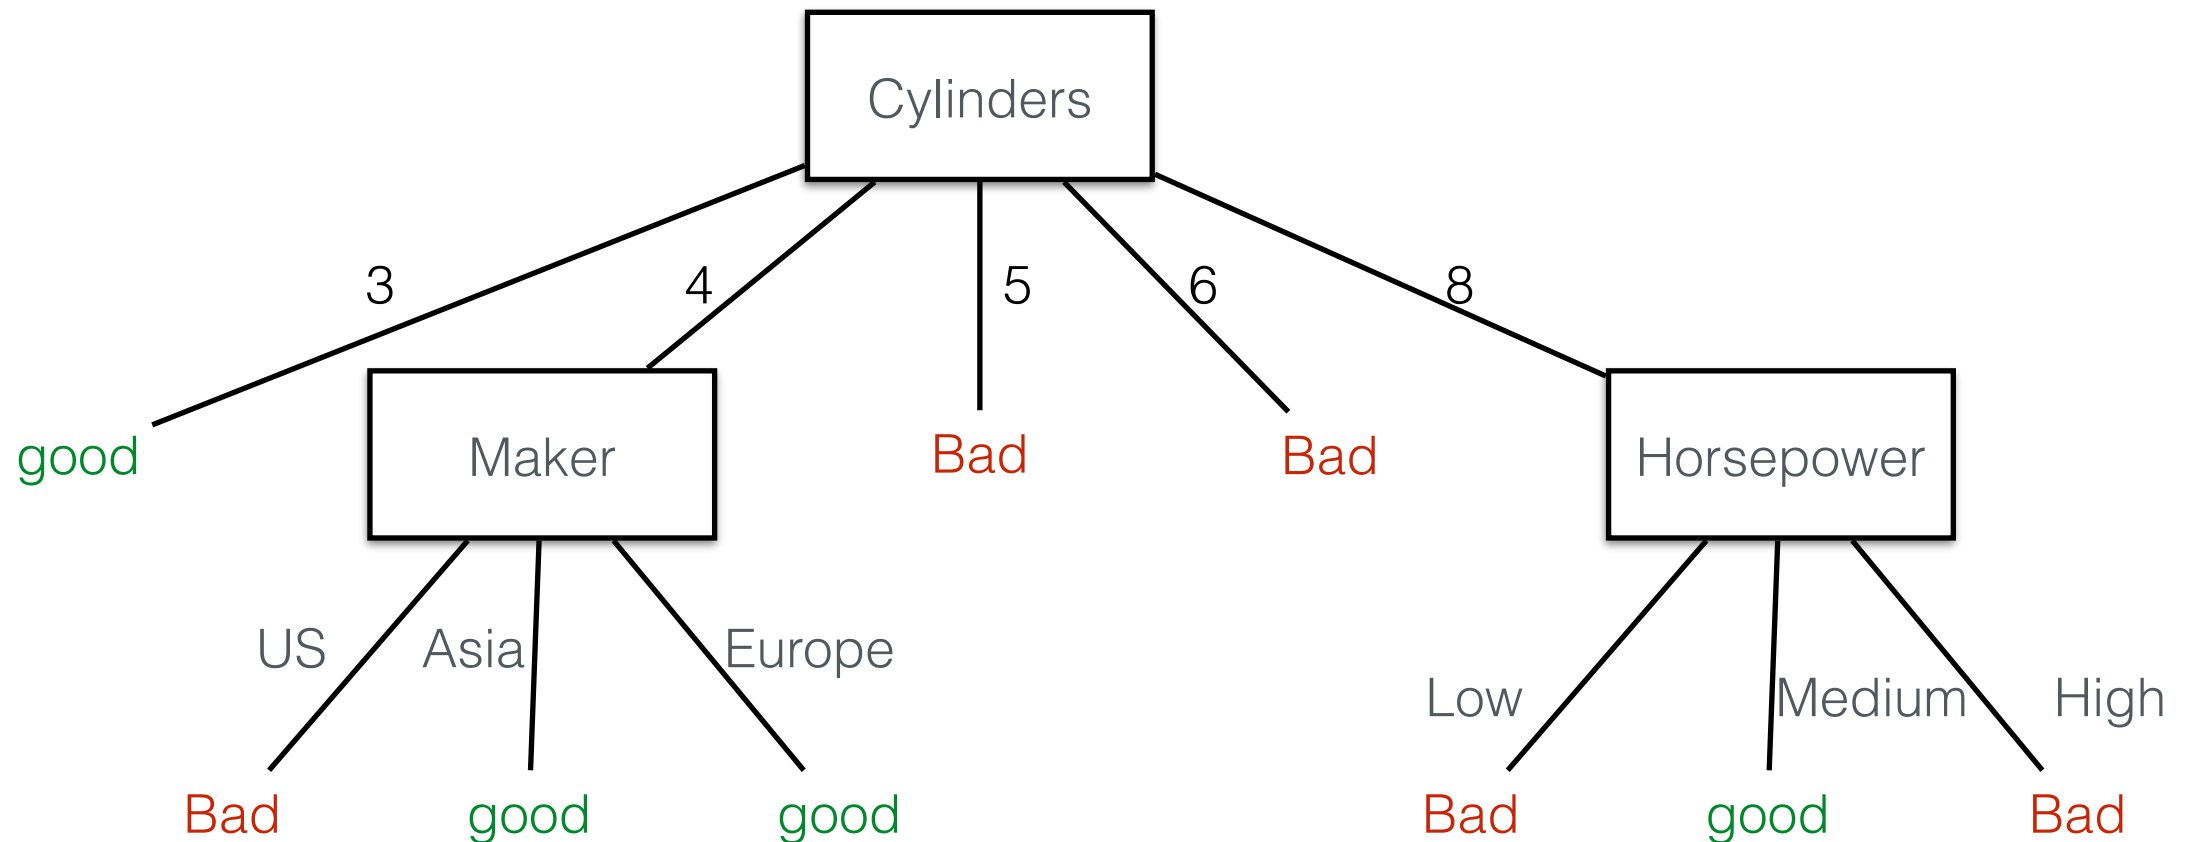 Cylinders
3
4
5
6
8
good
Maker
Bad
Bad
Horsepower
US
Asia
Europe
Low
Medium
High
Bad
good
good
Bad
good
Bad